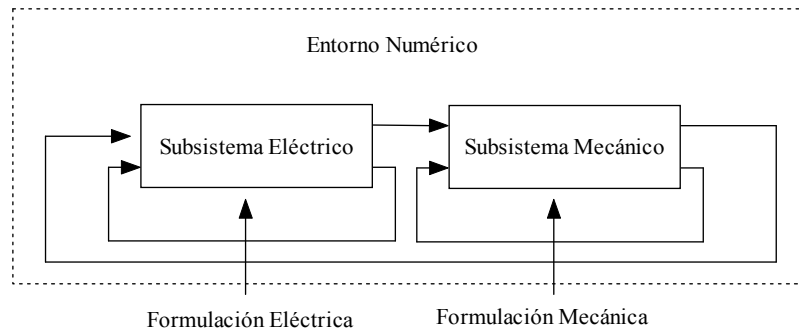 Entorno Numérico
Subsistema Eléctrico
Subsistema Mecánico
Formulación Eléctrica
Formulación Mecánica